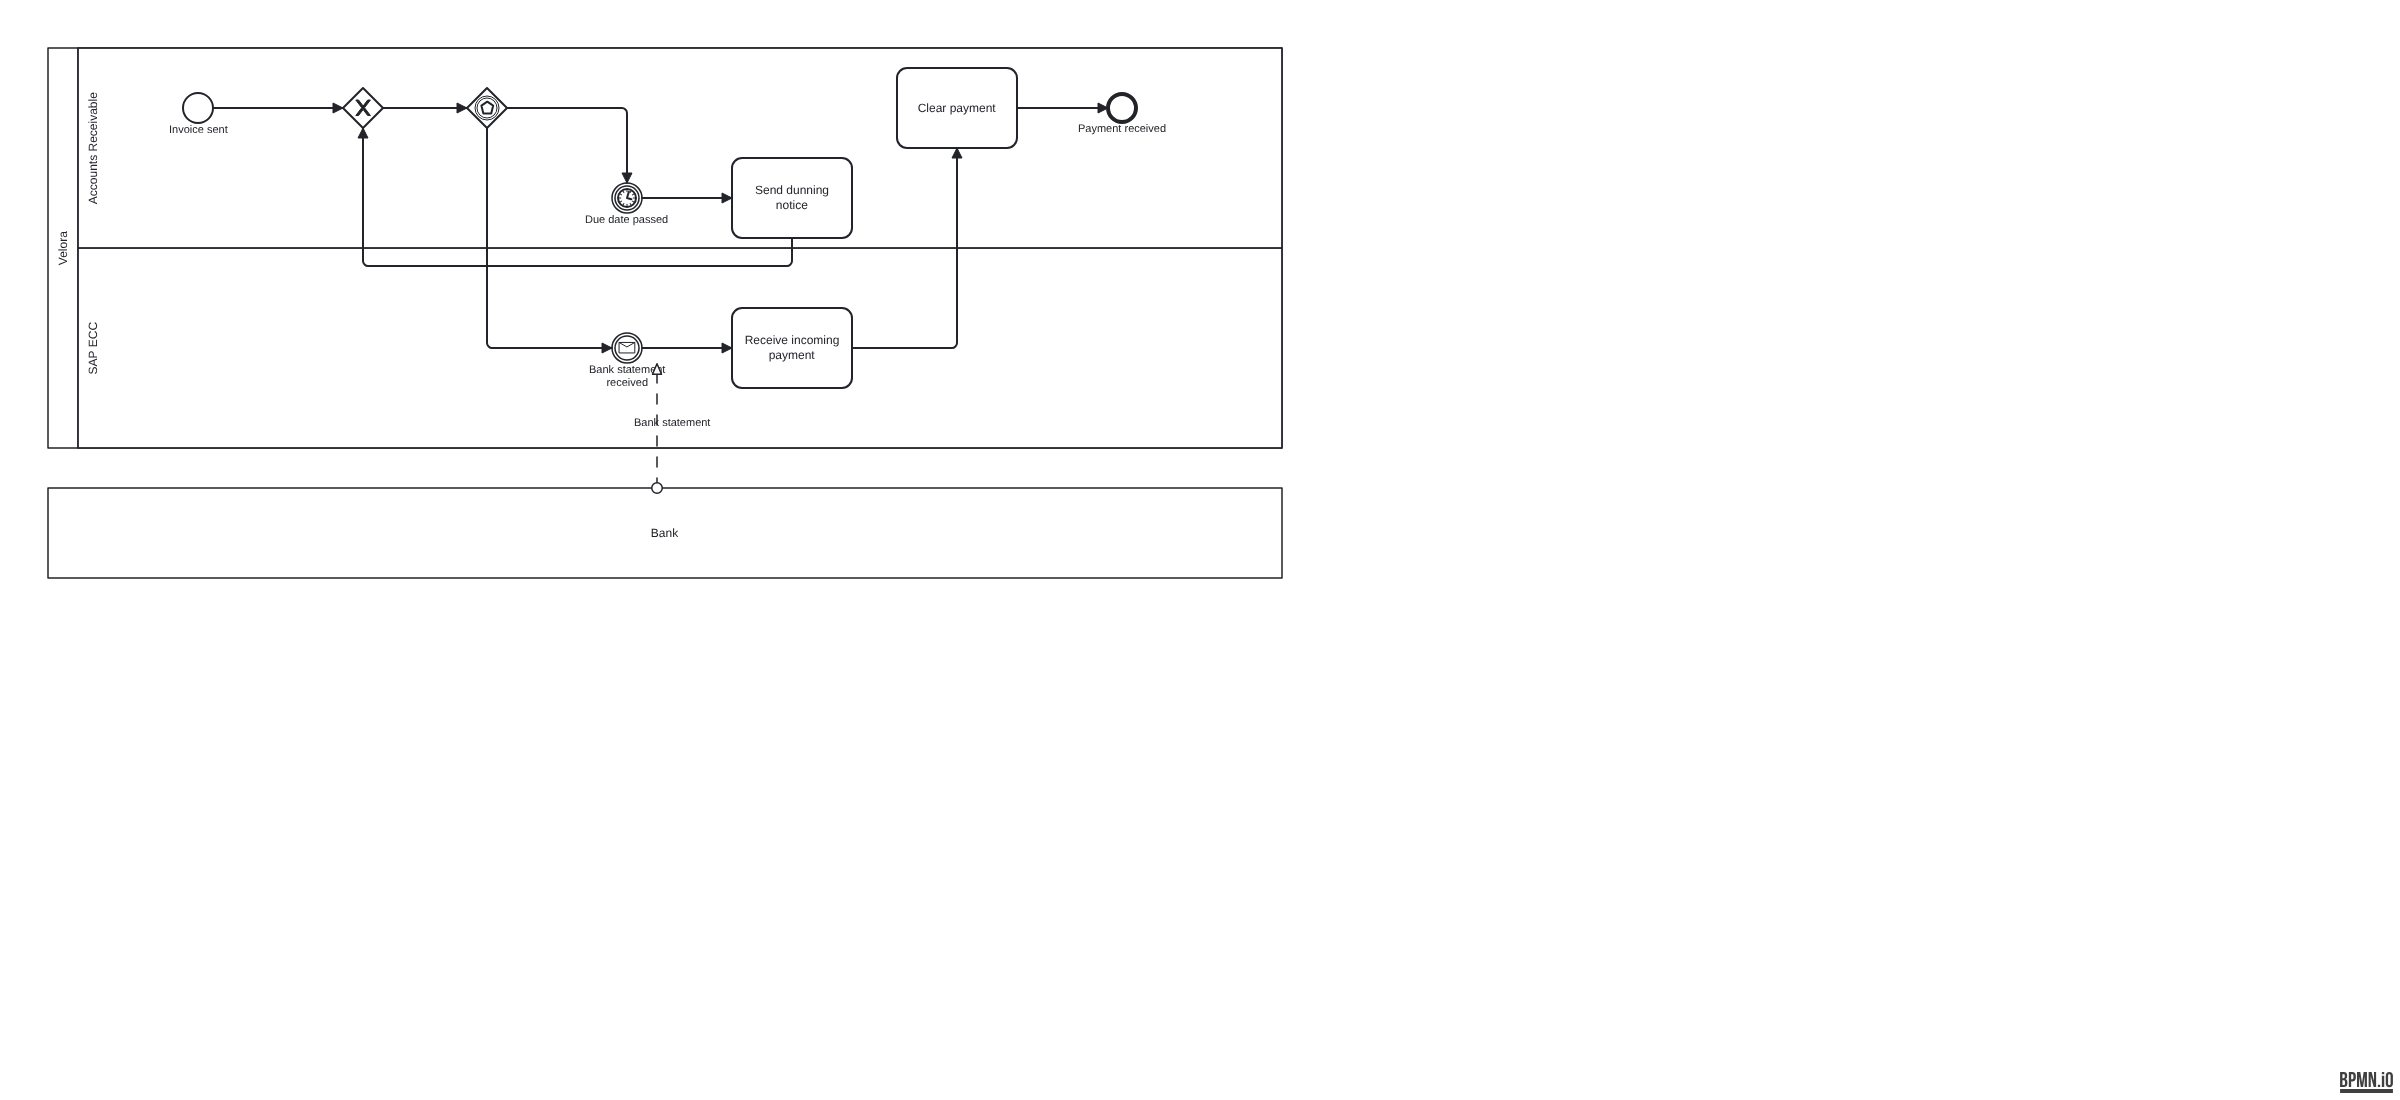 Velora
Accounts Receivable
Invoice sent
Due date passed
Send dunning
notice
Clear payment
Payment received
SAP ECC
Bank statement
received
Receive incoming
payment
Bank statement
Bank
BPMN.iO